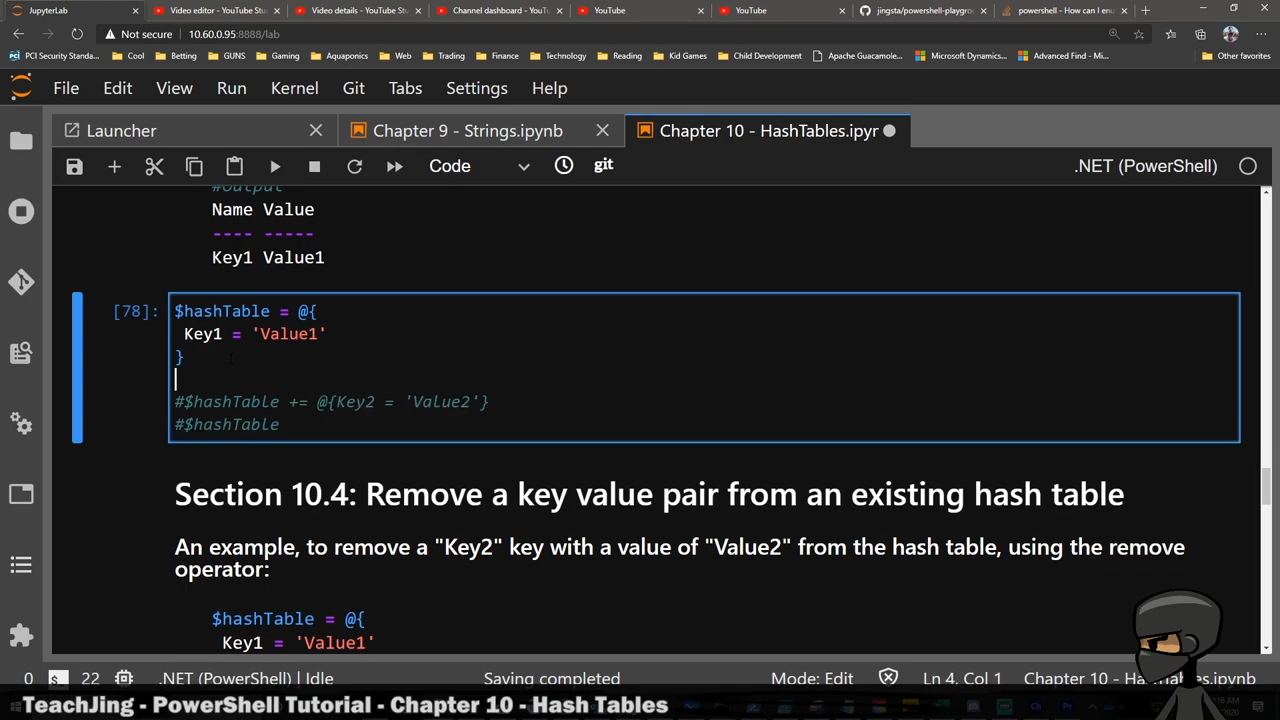 JupyterLab
Video editor - YouTube Stu
Video details - YouTube Stu
Channel dashboard - YouTu
YouTube
YouTube
jingsta/powershell-playgro
powershell - How can I enu
Not secure
10.60.0.95:8888/lab
PCI Security Standa...
Cool
Betting
GUNS
Gaming
Aquaponics
Web
Trading
Finance
Technology
Reading
Kid Games
Child Development
Apache Guacamole...
Microsoft Dynamics...
Advanced Find - Mi...
Other favorites
File
Edit
View
Run
Kernel
Git
Tabs
Settings
Help
Launcher
Chapter 9 - Strings.ipynb
Chapter 10 - HashTables.ipyr
Code
git
.NET (PowerShell)
#Output
Name Value
---- -----
Key1 Value1
[78]:
$hashTable = @{
Key1 = 'Value1'
}
#$hashTable += @{Key2 = 'Value2'}
#$hashTable
Section 10.4: Remove a key value pair from an existing hash table
An example, to remove a "Key2" key with a value of "Value2" from the hash table, using the remove
operator:
$hashTable = @{
Key1 = 'Value1'
0
22
.NET (PowerShell) | Idle
Saving completed
Mode: Edit
Ln 4, Col 1
Chapter 10 - HashTables.ipynb
TeachJing - PowerShell Tutorial - Chapter 10 - Hash Tables